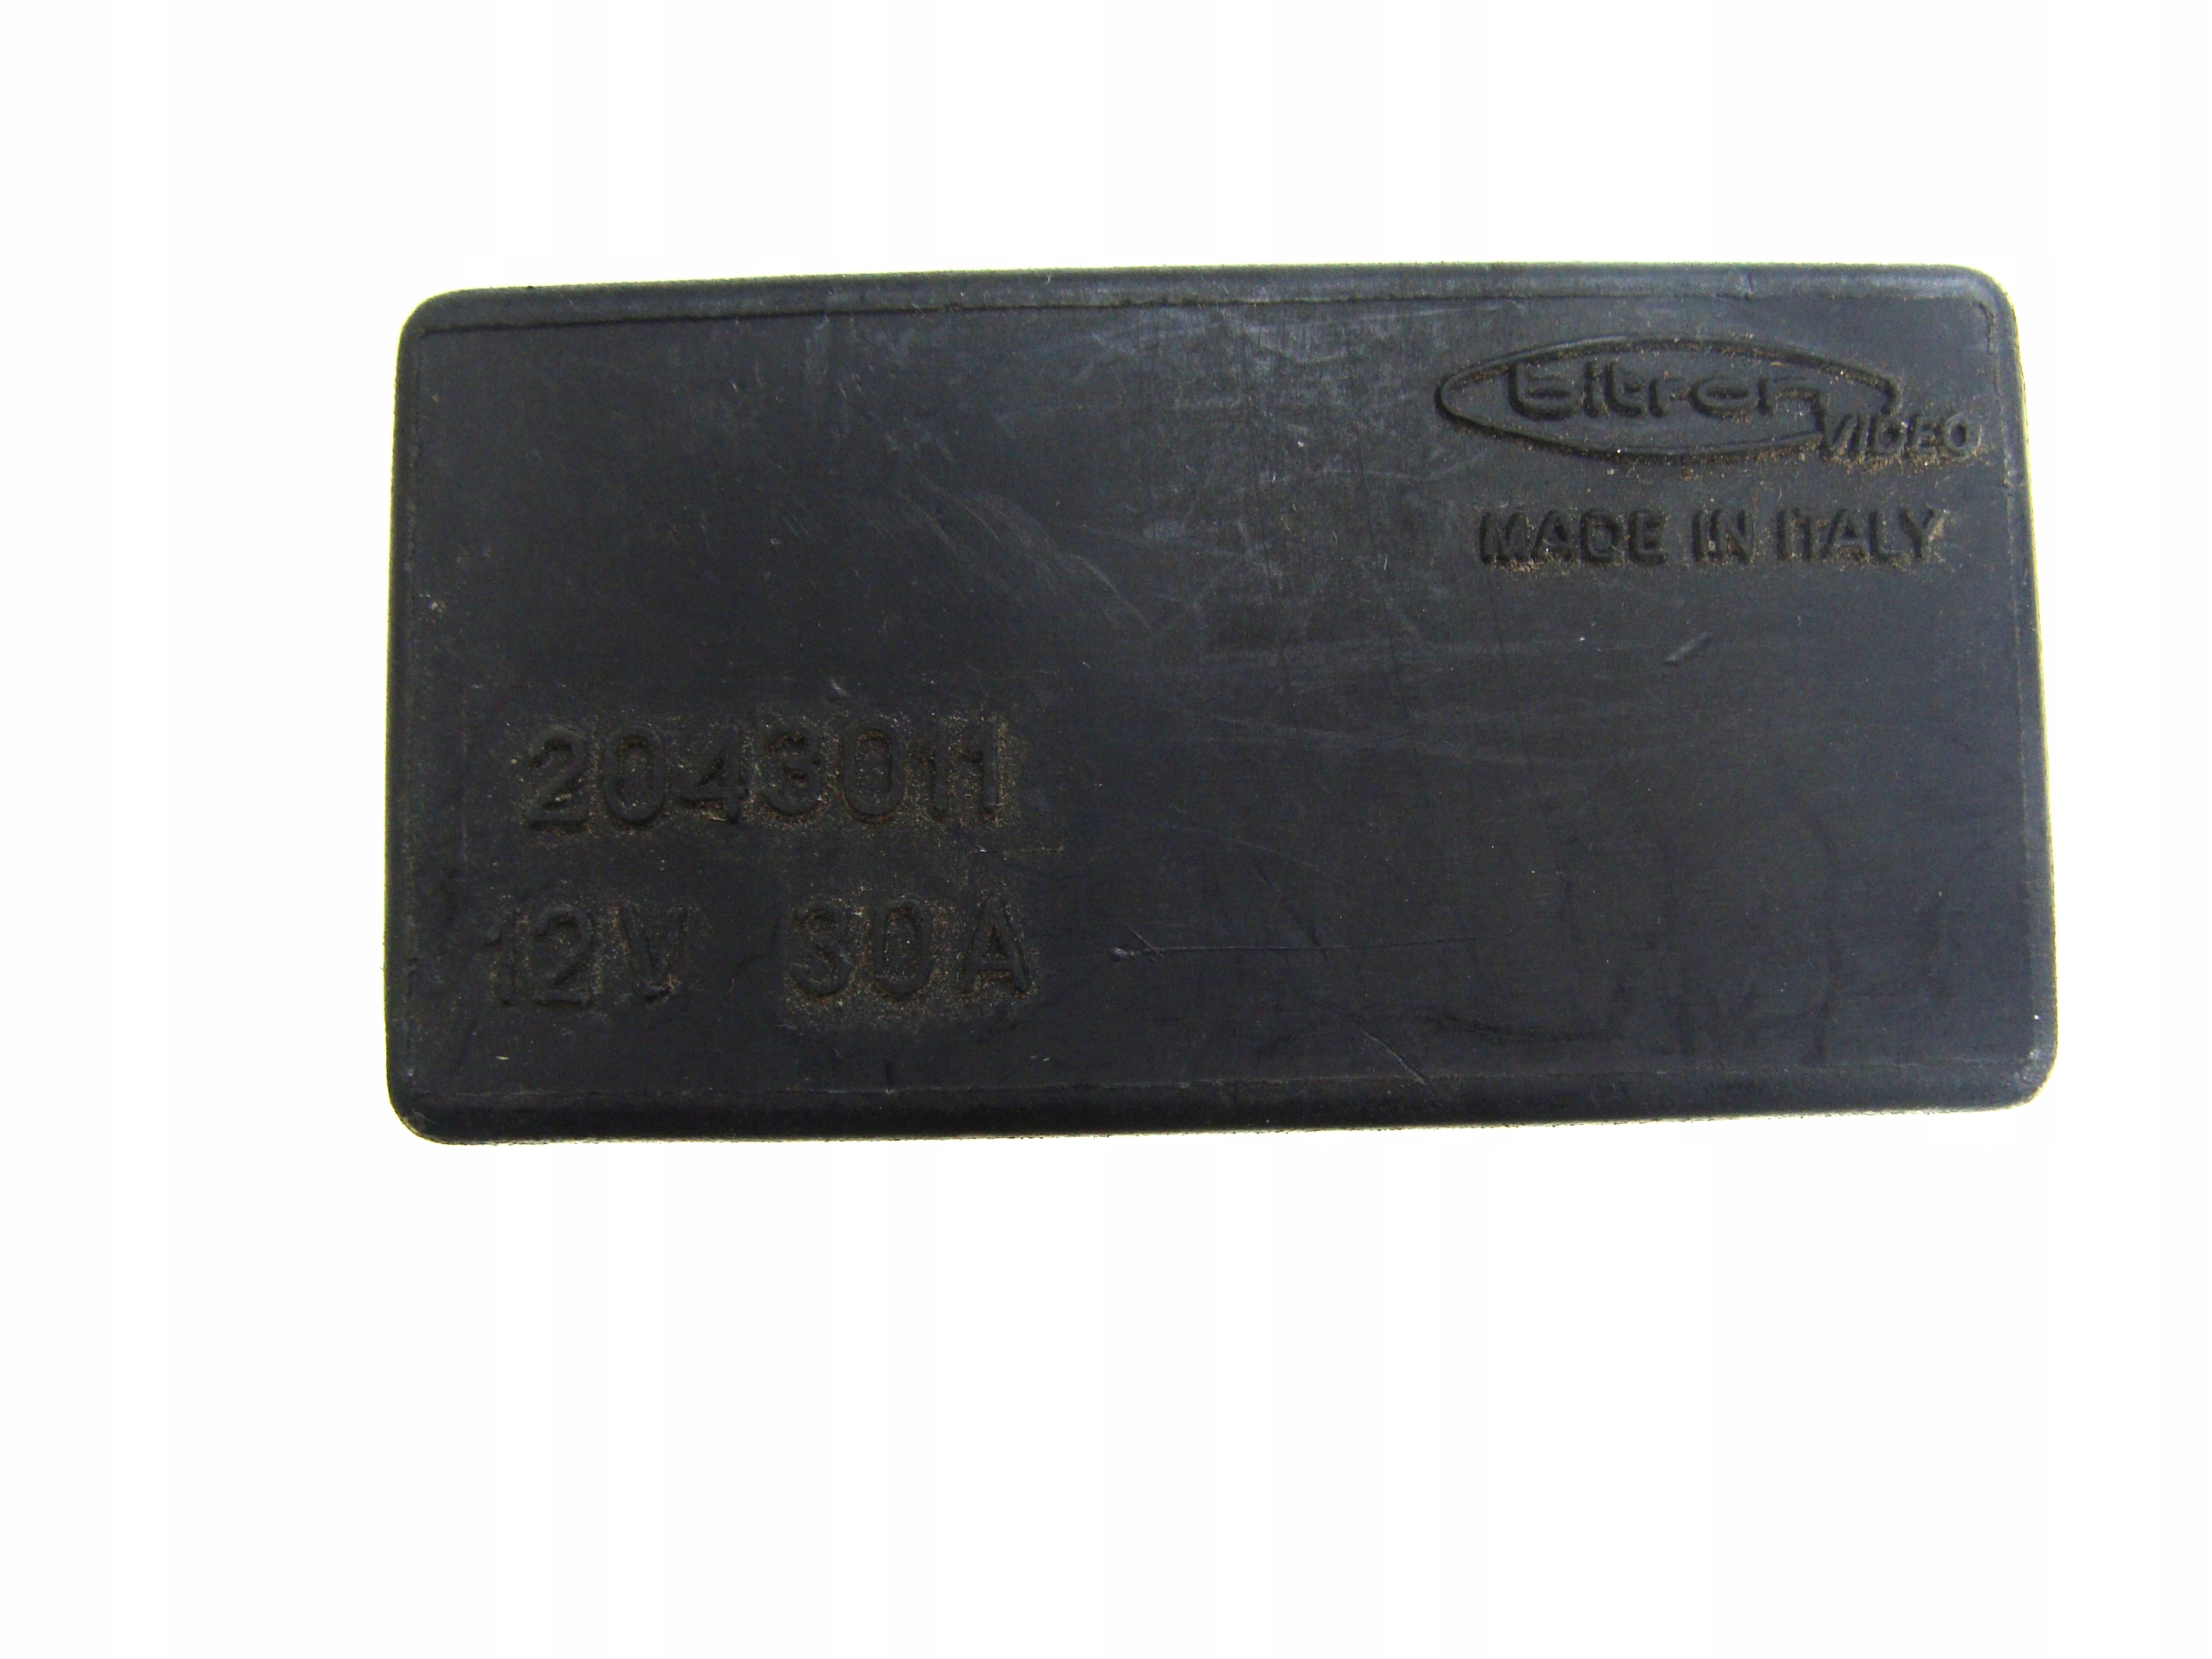 bitron VIDEO
MADE IN ITALY
2043011
12V 30A